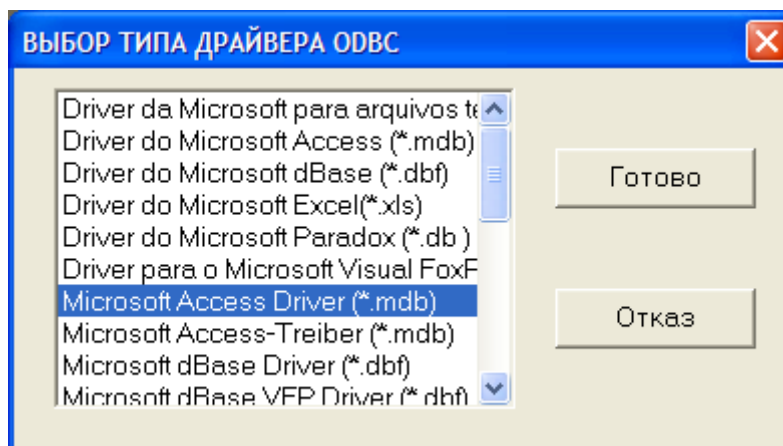 ВЫБОР ТИПА ДРАЙВЕРА ODBC
Driver da Microsoft para arquivos
Driver do Microsoft Access (*.mdb)
Driver do Microsoft dBase (*.dbf)
Driver do Microsoft Excel(*.xls)
Driver do Microsoft Paradox (*.db )
Driver para o Microsoft Visual
Microsoft Access Driver (*.mdb)
Microsoft Access-Treiber (*.mdb)
Microsoft dBase Driver (*.dbf)
Microsoft dBase VFP Driver (*.dbf)
Готово
Отказ